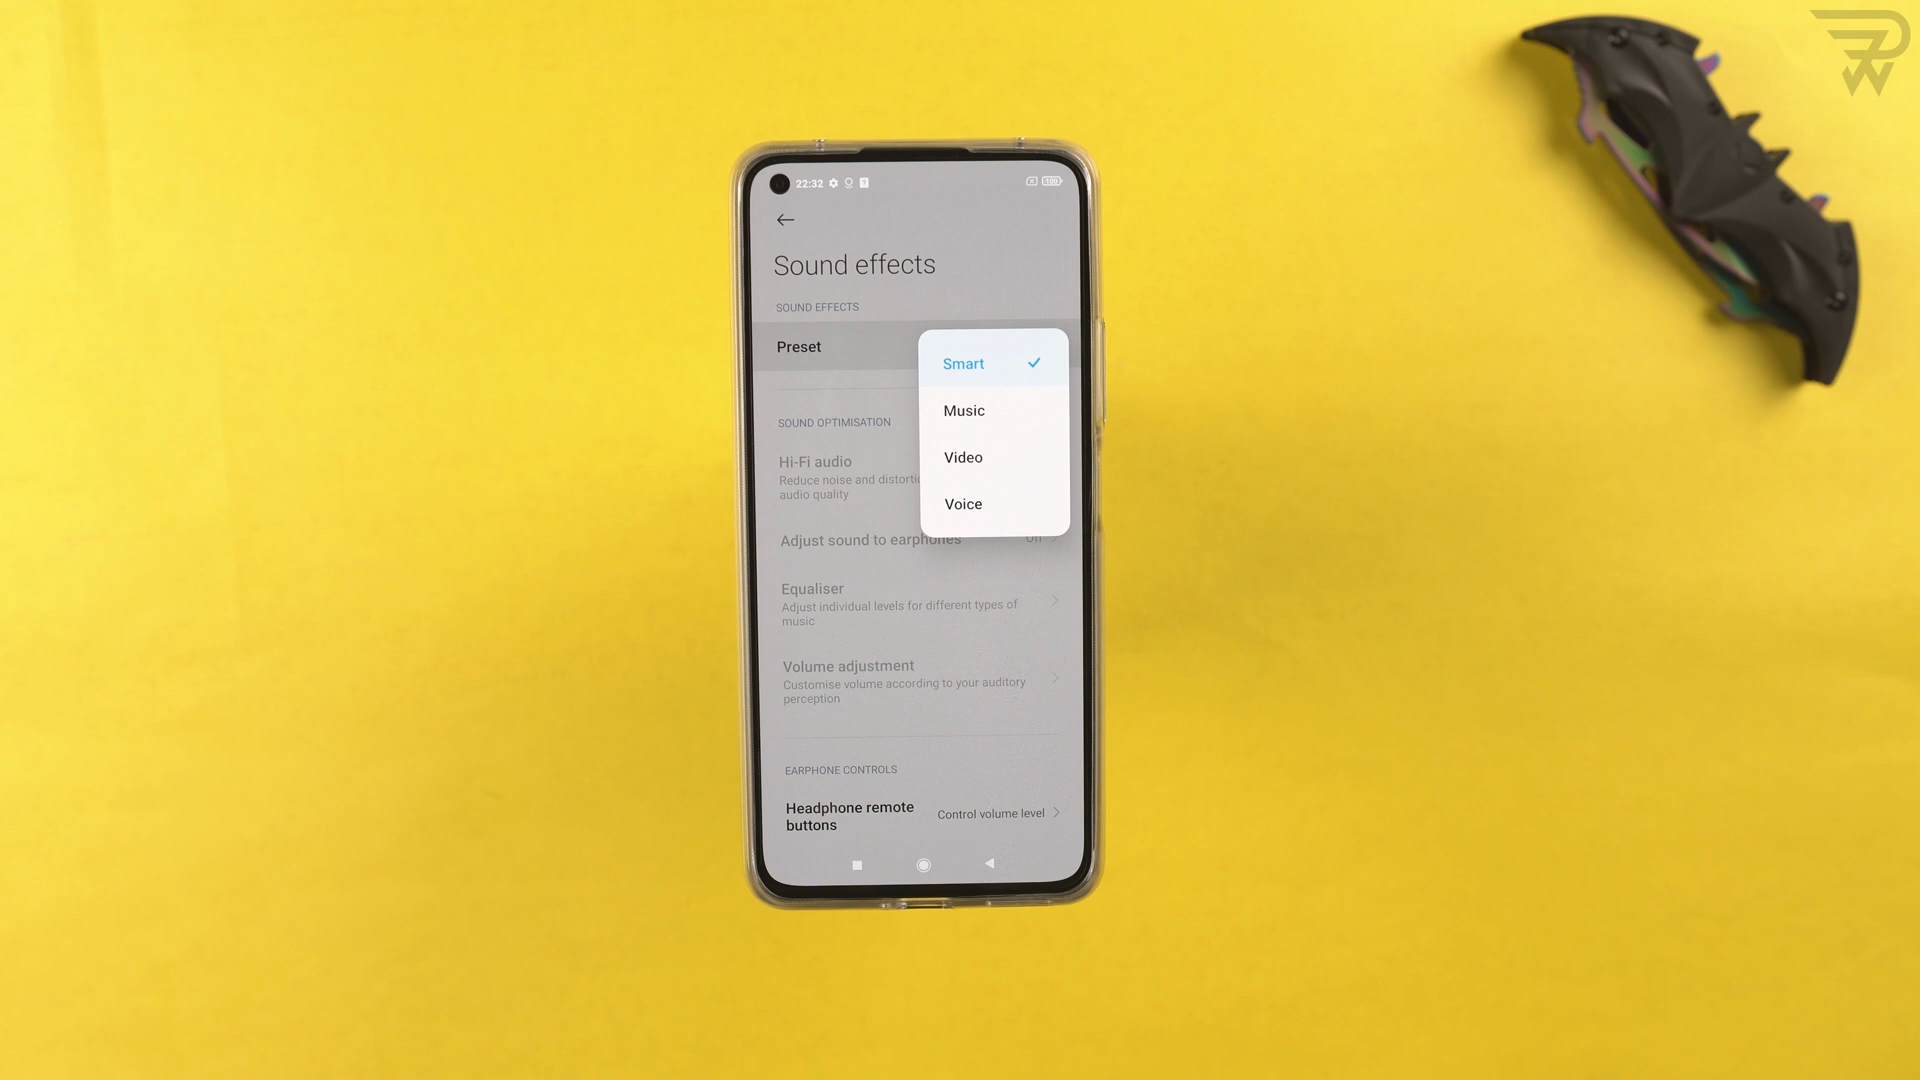 22:32
100
Sound effects
SOUND EFFECTS
Preset
Smart
Music
Video
Voice
SOUND OPTIMISATION
Hi-Fi audio
Reduce noise and
audio quality
Adjust sound to earphones
On
Equaliser
Adjust individual levels for different types of
music
Volume adjustment
Customise volume according to your auditory
perception
EARPHONE CONTROLS
Headphone remote
buttons
Control volume level